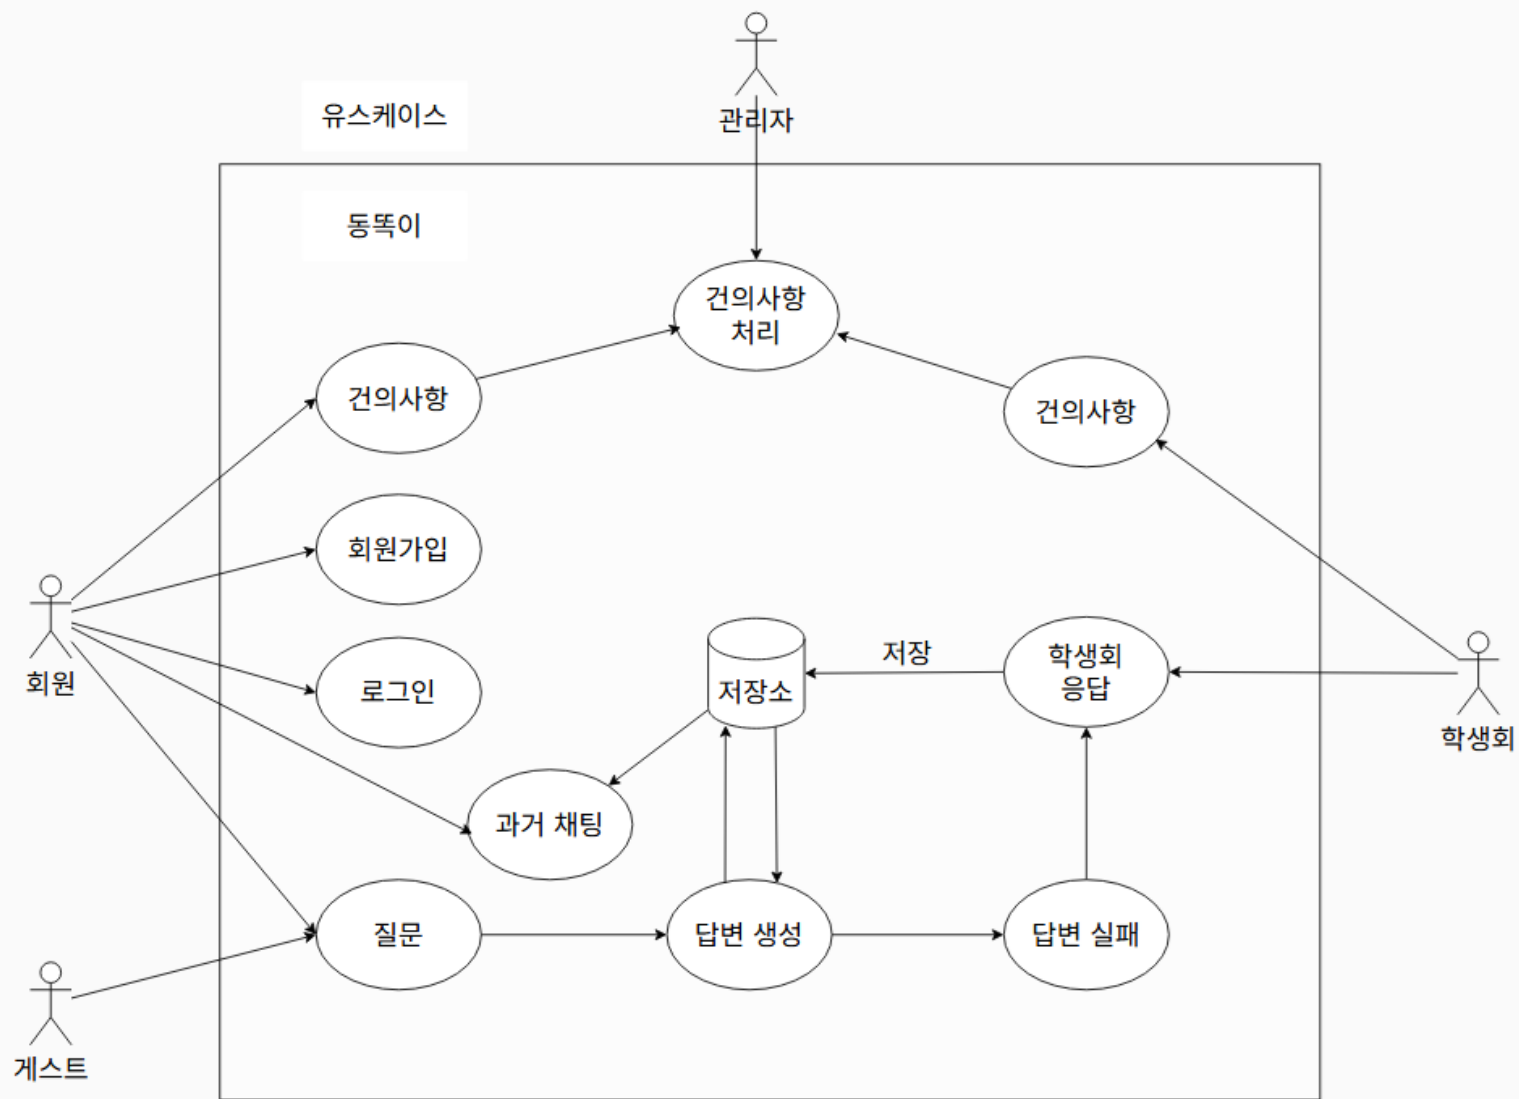 관리자
유스케이스
동똑이
건의사항
처리
건의사항
건의사항
회원가입
회원
로그인
저장소
저장
학생회
응답
학생회
과거 채팅
질문
답변 생성
답변 실패
게스트